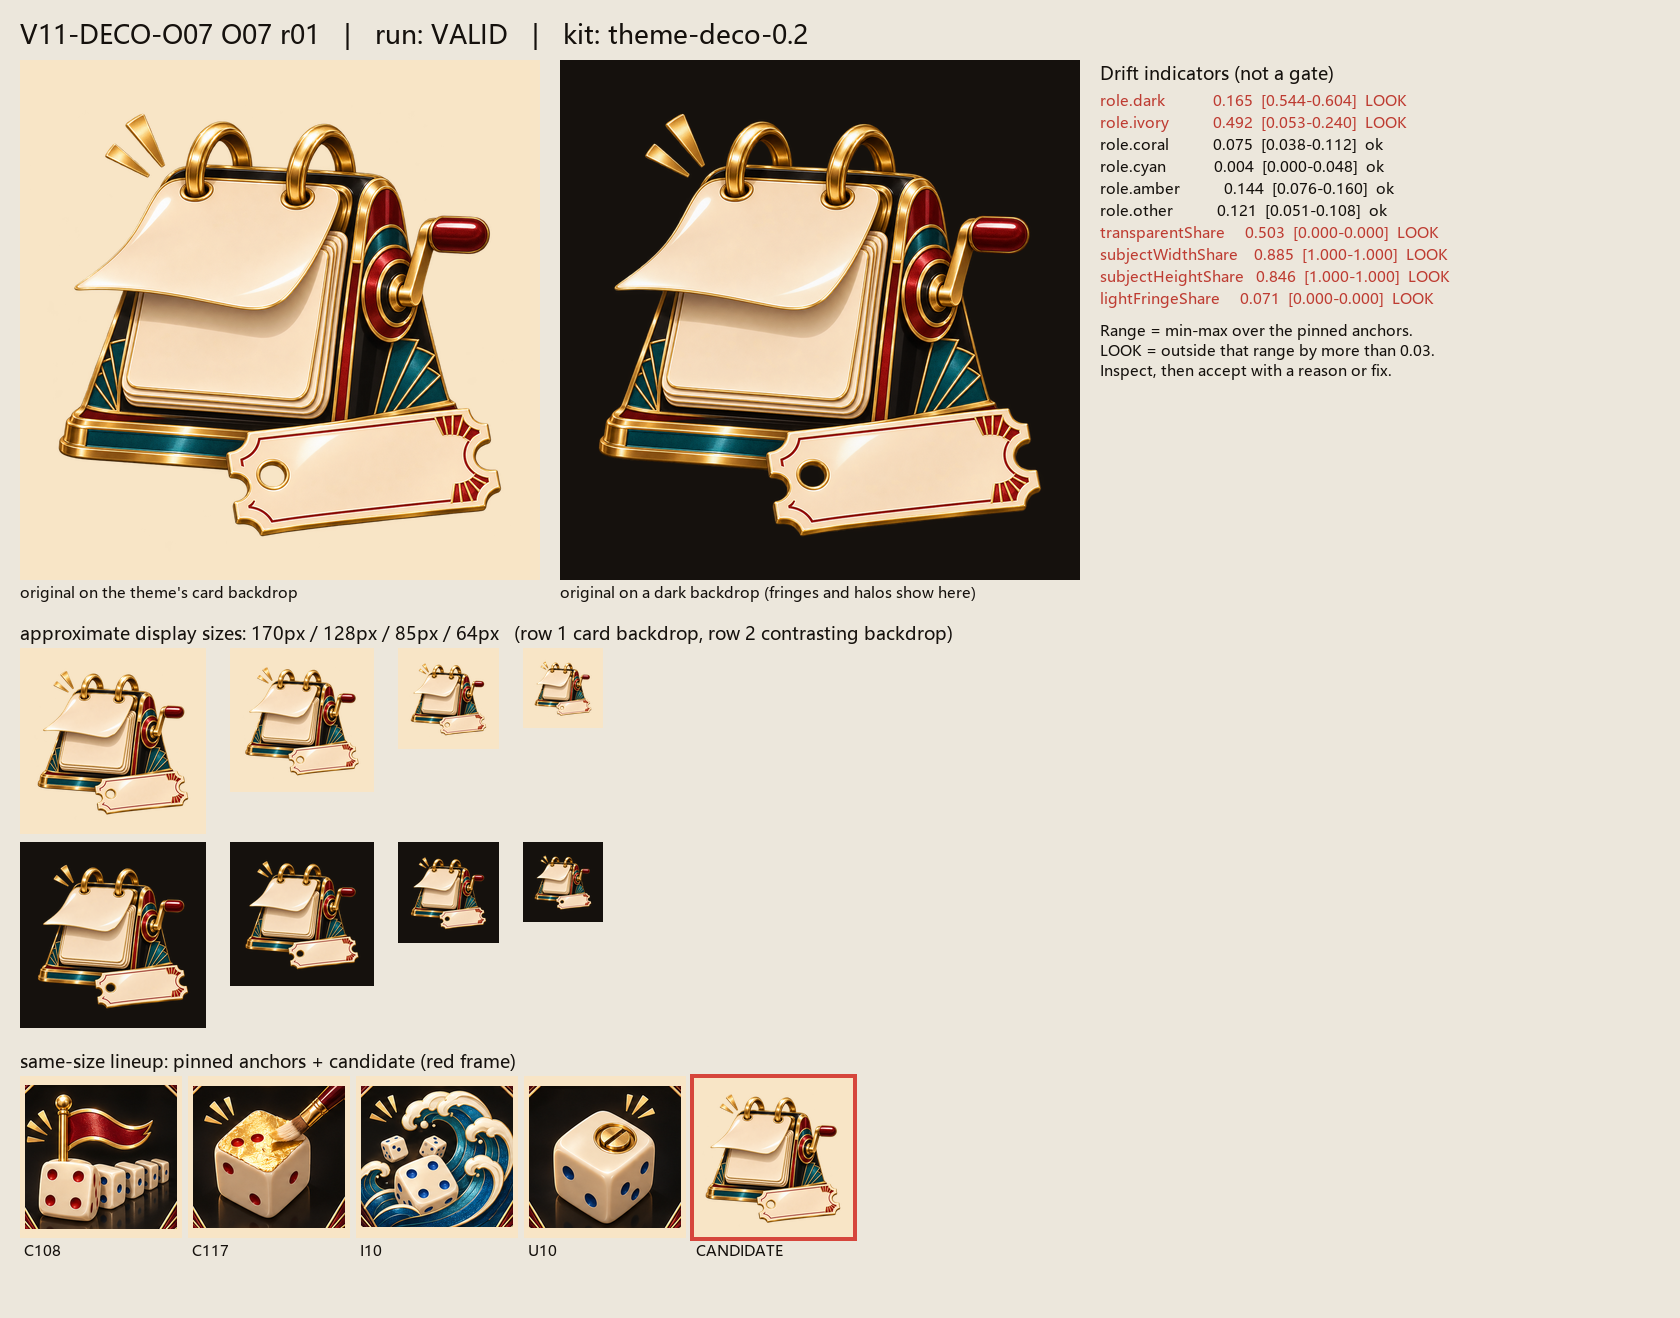 V11-DECO-O07 O07 r01 | run: VALID | kit: theme-deco-0.2
Drift indicators (not a gate)
role.dark 0.165 [0.544-0.604] LOOK
role.ivory 0.492 [0.053-0.240] LOOK
role.coral 0.075 [0.038-0.112] ok
role.cyan 0.004 [0.000-0.048] ok
role.amber 0.144 [0.076-0.160] ok
role.other 0.121 [0.051-0.108] ok
transparentShare 0.503 [0.000-0.000] LOOK
subjectWidthShare 0.885 [1.000-1.000] LOOK
subjectHeightShare 0.846 [1.000-1.000] LOOK
lightFringeShare 0.071 [0.000-0.000] LOOK
Range = min-max over the pinned anchors.
LOOK = outside that range by more than 0.03.
Inspect, then accept with a reason or fix.
original on the theme's card backdrop
original on a dark backdrop (fringes and halos show here)
approximate display sizes: 170px / 128px / 85px / 64px (row 1 card backdrop, row 2 contrasting backdrop)
same-size lineup: pinned anchors + candidate (red frame)
C108
C117
I10
U10
CANDIDATE